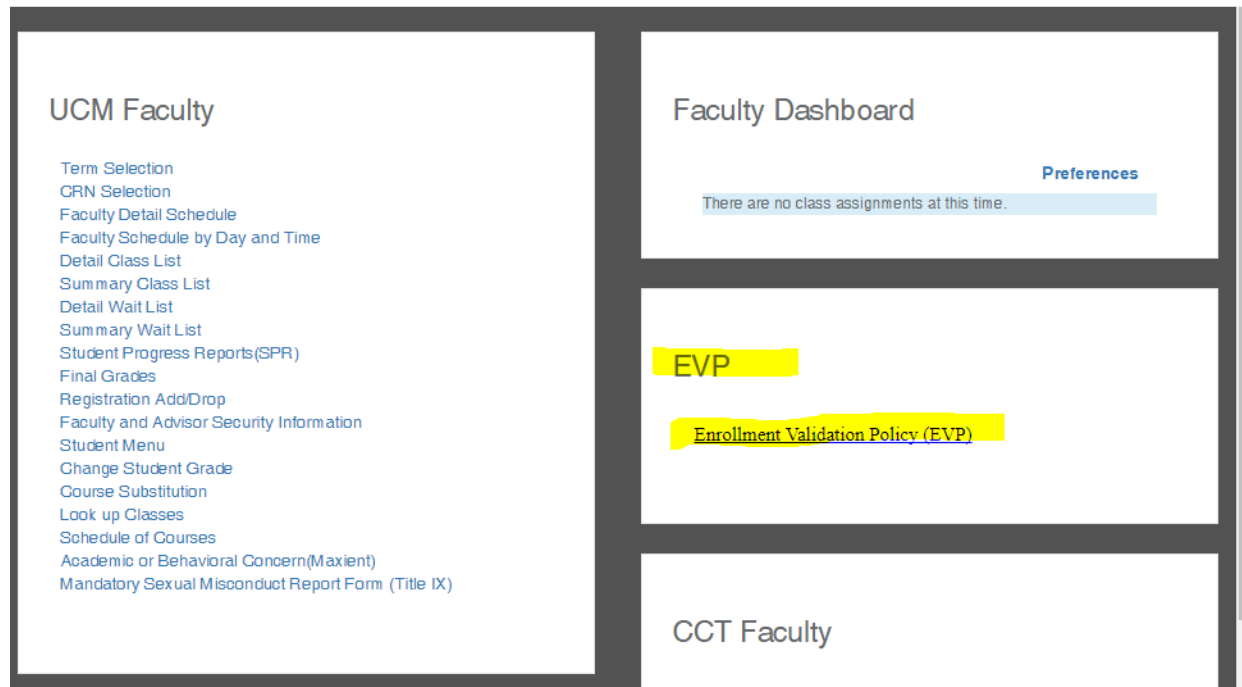 UCM Faculty
Term Selection
CRN Selection
Faculty Detail Schedule
Faculty Schedule by Day and Time
Detail Class List
Summary Class List
Detail Wait List
Summary Wait List
Student Progress Reports(SPR)
Final Grades
Registration Add/Drop
Faculty and Advisor Security Information
Student Menu
Change Student Grade
Course Substitution
Look up Classes
Schedule of Courses
Academic or Behavioral Concern(Maxient)
Mandatory Sexual Misconduct Report Form (Title IX)
Faculty Dashboard
Preferences
There are no class assignments at this time.
EVP
Enrollment Validation Policy (EVP)
CCT Faculty